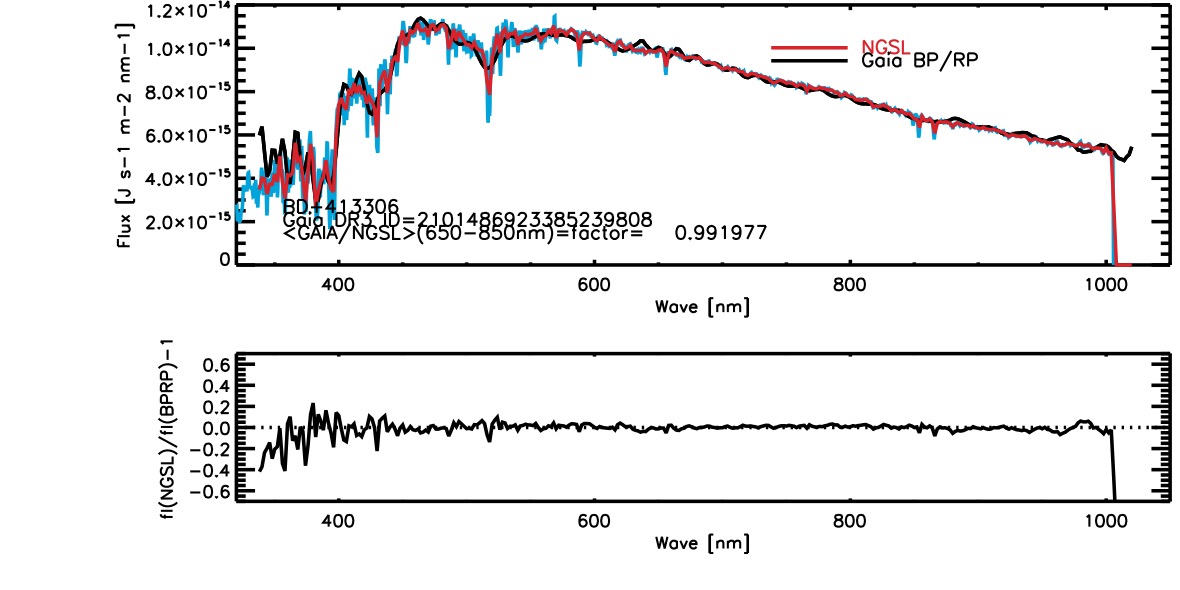 1.2×10⁻¹⁴
1.0×10⁻¹⁴
8.0×10⁻¹⁵
6.0×10⁻¹⁵
4.0×10⁻¹⁵
2.0×10⁻¹⁵
0
Flux [J s−1 m−2 nm−1]
NGSL
Gaia BP/RP
BD+413306
Gaia DR3 ID=2101486923385239808
<GAIA/NGSL>(650−850nm)=factor= 0.991977
400 600 800 1000
Wave [nm]
0.6
0.4
0.2
0.0
−0.2
−0.4
−0.6
fl(NGSL)/fl(BPRP)−1
400 600 800 1000
Wave [nm]